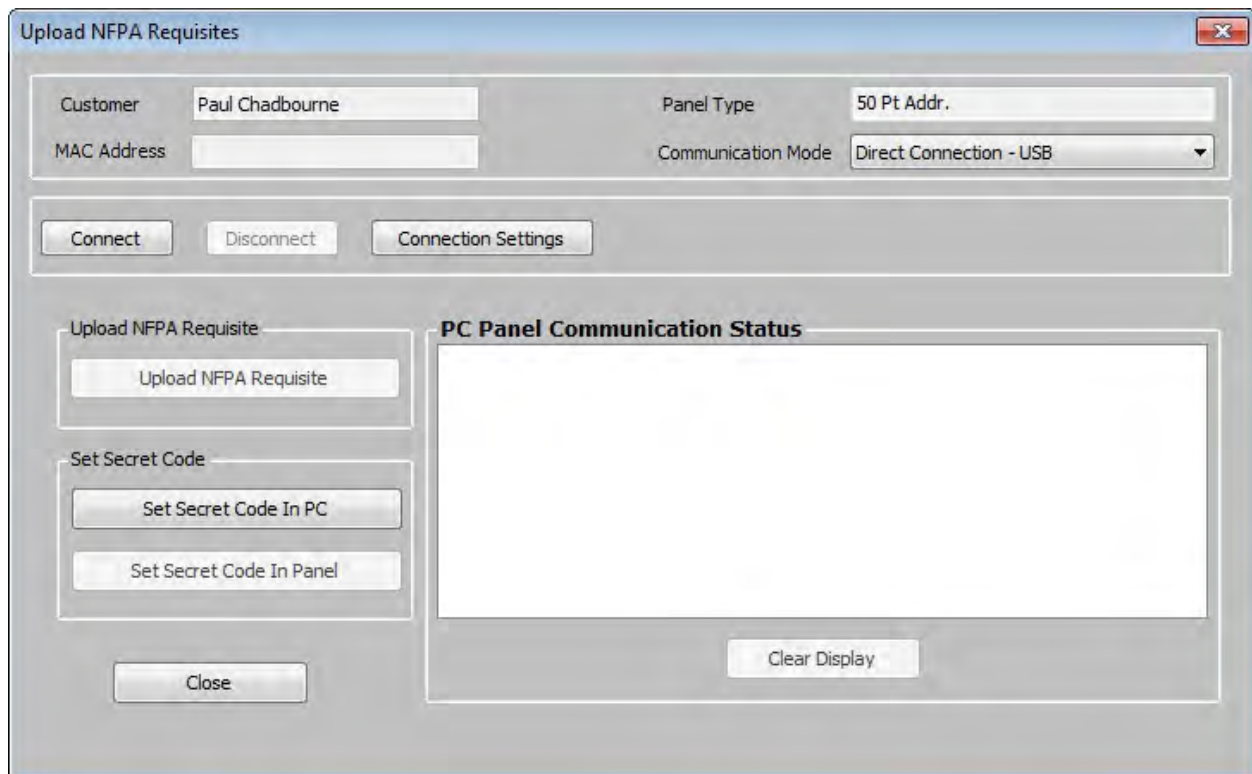 Upload NFPA Requisites
Customer Paul Chadbourne Panel Type 50 Pt Addr.
MAC Address Communication Mode Direct Connection - USB
Connect Disconnect Connection Settings
Upload NFPA Requisite
Upload NFPA Requisite
Set Secret Code
Set Secret Code In PC
Set Secret Code In Panel
Close
PC Panel Communication Status
Clear Display